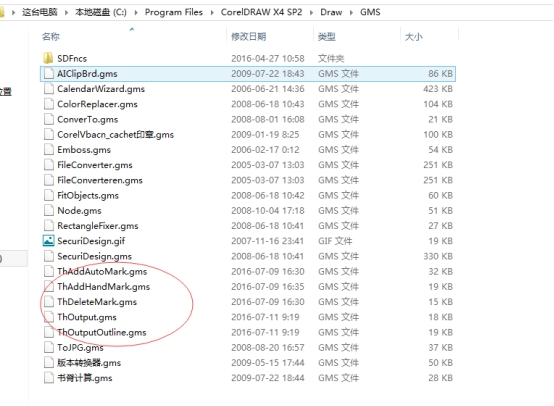 这台电脑 › 本地磁盘 (C:) › Program Files › CorelDRAW X4 SP2 › Draw › GMS
名称 修改日期 类型 大小
SDFncs 2016-04-27 10:58 文件夹
AIClipBrd.gms 2009-07-22 18:43 GMS 文件 86 KB
CalendarWizard.gms 2006-06-21 14:36 GMS 文件 423 KB
ColorReplacer.gms 2008-06-18 10:43 GMS 文件 104 KB
ConverTo.gms 2008-08-01 16:08 GMS 文件 21 KB
CorelVbacn_cachet印章.gms 2009-01-19 8:25 GMS 文件 100 KB
Emboss.gms 2006-02-17 0:12 GMS 文件 54 KB
FileConverter.gms 2005-03-07 13:03 GMS 文件 251 KB
FileConverteren.gms 2005-03-07 13:03 GMS 文件 251 KB
FitObjects.gms 2008-06-18 10:42 GMS 文件 60 KB
Node.gms 2008-10-04 17:18 GMS 文件 51 KB
位置
RectangleFixer.gms 2008-06-18 10:41 GMS 文件 27 KB
SecuriDesign.gif 2007-11-16 23:41 GIF 文件 19 KB
SecuriDesign.gms 2008-06-18 10:41 GMS 文件 330 KB
ThAddAutoMark.gms 2016-07-09 16:30 GMS 文件 32 KB
ThAddHandMark.gms 2016-07-09 16:35 GMS 文件 19 KB
ThDeleteMark.gms 2016-07-09 16:30 GMS 文件 15 KB
ThOutput.gms 2016-07-11 9:19 GMS 文件 18 KB
ThOutputOutline.gms 2016-07-11 9:19 GMS 文件 19 KB
ToJPG.gms 2008-08-20 16:57 GMS 文件 37 KB
版本转换器.gms 2009-05-15 17:44 GMS 文件 50 KB
书脊计算.gms 2009-07-22 18:44 GMS 文件 28 KB